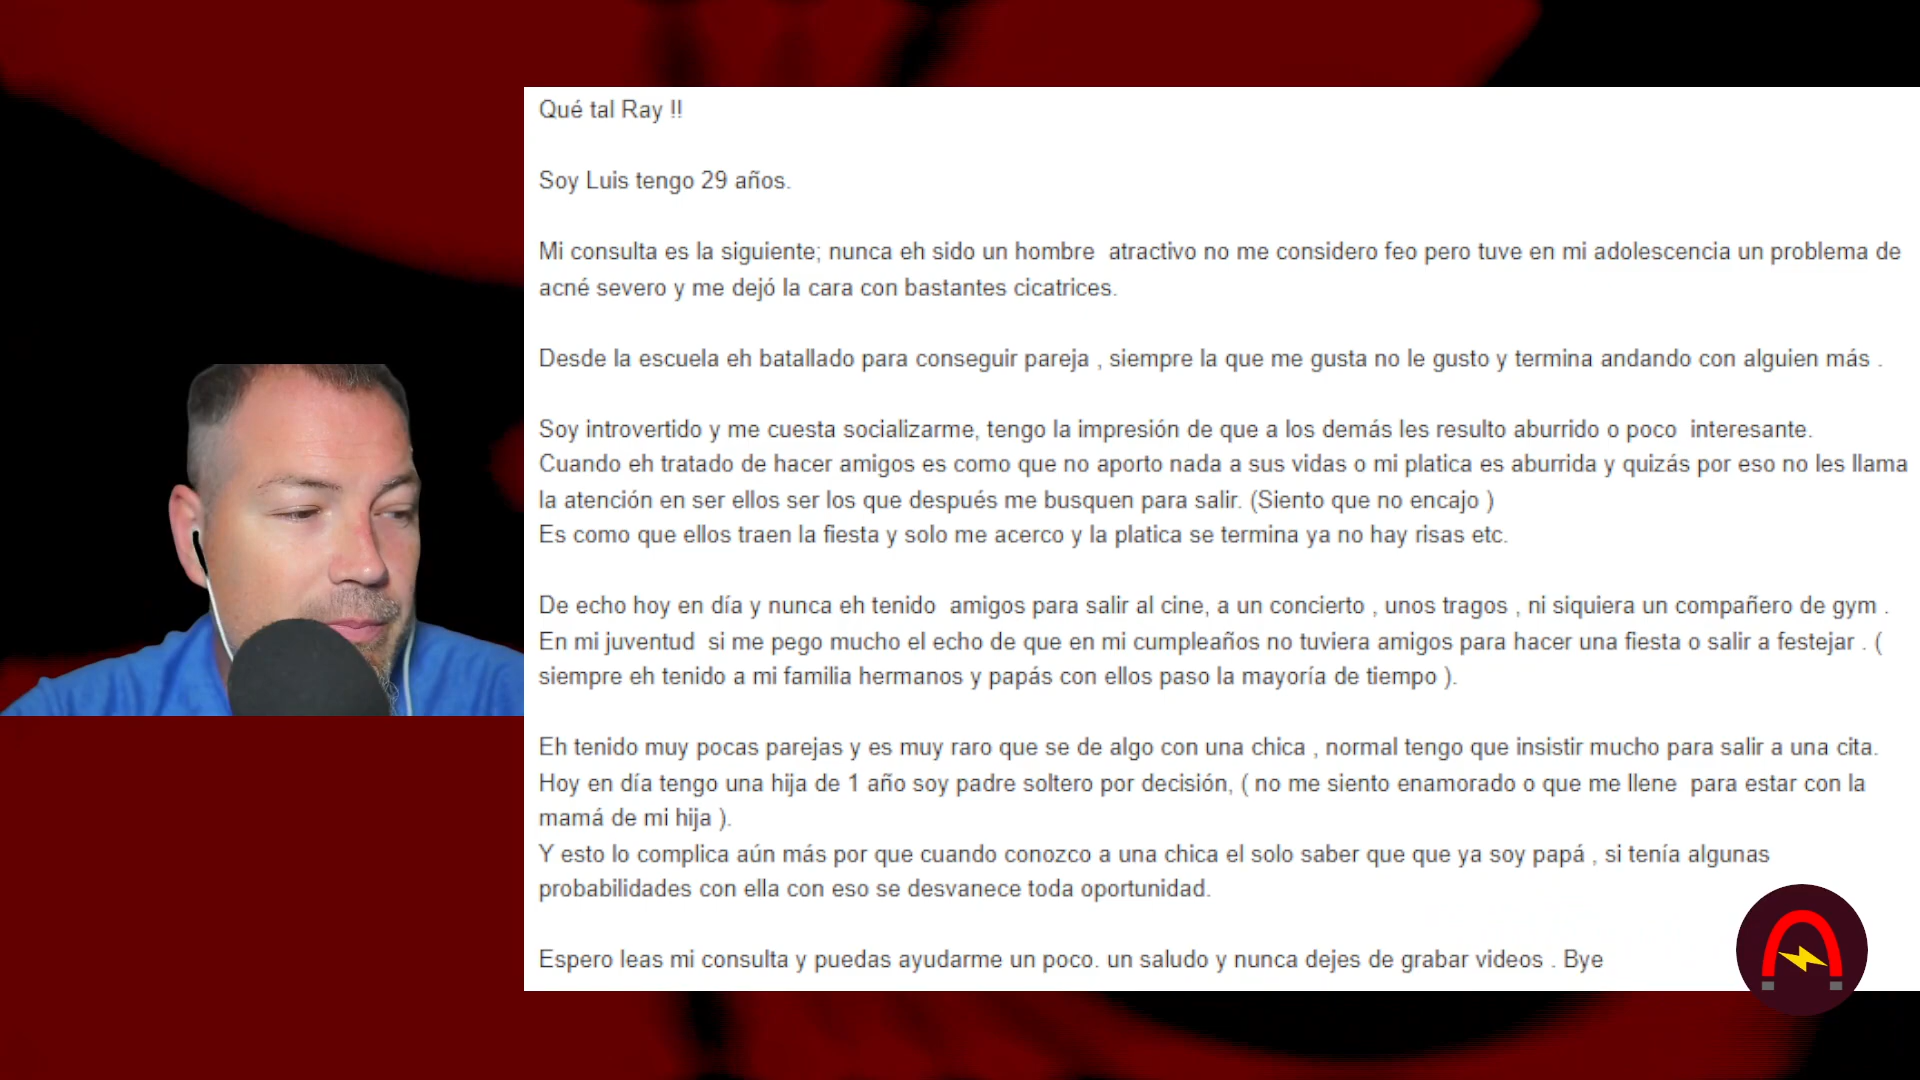 Qué tal Ray !!
Soy Luis tengo 29 años.
Mi consulta es la siguiente; nunca eh sido un hombre  atractivo no me considero feo pero tuve en mi adolescencia un problema de
acné severo y me dejó la cara con bastantes cicatrices.
Desde la escuela eh batallado para conseguir pareja , siempre la que me gusta no le gusto y termina andando con alguien más .
Soy introvertido y me cuesta socializarme, tengo la impresión de que a los demás les resulto aburrido o poco  interesante.
Cuando eh tratado de hacer amigos es como que no aporto nada a sus vidas o mi platica es aburrida y quizás por eso no les llama
la atención en ser ellos ser los que después me busquen para salir. (Siento que no encajo )
Es como que ellos traen la fiesta y solo me acerco y la platica se termina ya no hay risas etc.
De echo hoy en día y nunca eh tenido  amigos para salir al cine, a un concierto , unos tragos , ni siquiera un compañero de gym .
En mi juventud  si me pego mucho el echo de que en mi cumpleaños no tuviera amigos para hacer una fiesta o salir a festejar . (
siempre eh tenido a mi familia hermanos y papás con ellos paso la mayoría de tiempo ).
Eh tenido muy pocas parejas y es muy raro que se de algo con una chica , normal tengo que insistir mucho para salir a una cita.
Hoy en día tengo una hija de 1 año soy padre soltero por decisión, ( no me siento enamorado o que me llene  para estar con la
mamá de mi hija ).
Y esto lo complica aún más por que cuando conozco a una chica el solo saber que que ya soy papá , si tenía algunas
probabilidades con ella con eso se desvanece toda oportunidad.
Espero leas mi consulta y puedas ayudarme un poco. un saludo y nunca dejes de grabar videos . Bye